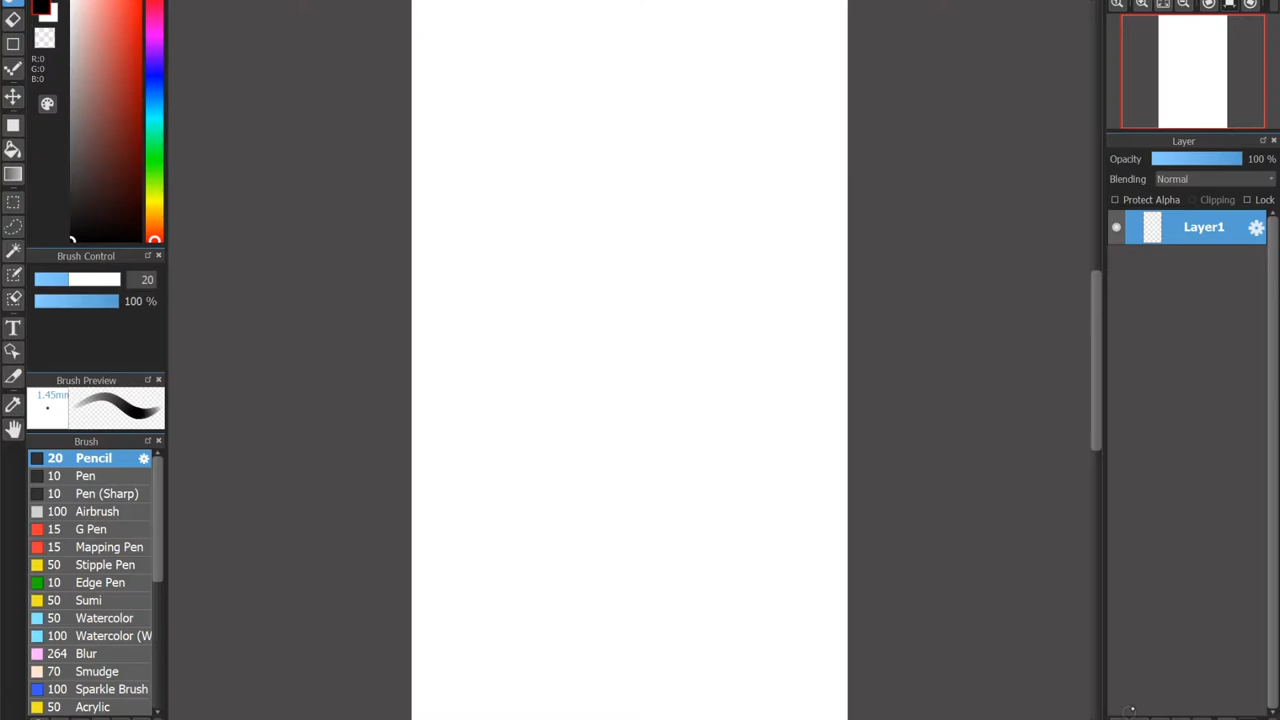 R:0
G:0
B:0
Brush Control
20
100 %
Brush Preview
1.45mm
Brush
20 Pencil
10 Pen
10 Pen (Sharp)
100 Airbrush
15 G Pen
15 Mapping Pen
50 Stipple Pen
10 Edge Pen
50 Sumi
50 Watercolor
100 Watercolor (W
264 Blur
70 Smudge
100 Sparkle Brush
50 Acrylic
T
Layer
Opacity 100 %
Blending Normal
Protect Alpha Clipping Lock
Layer1